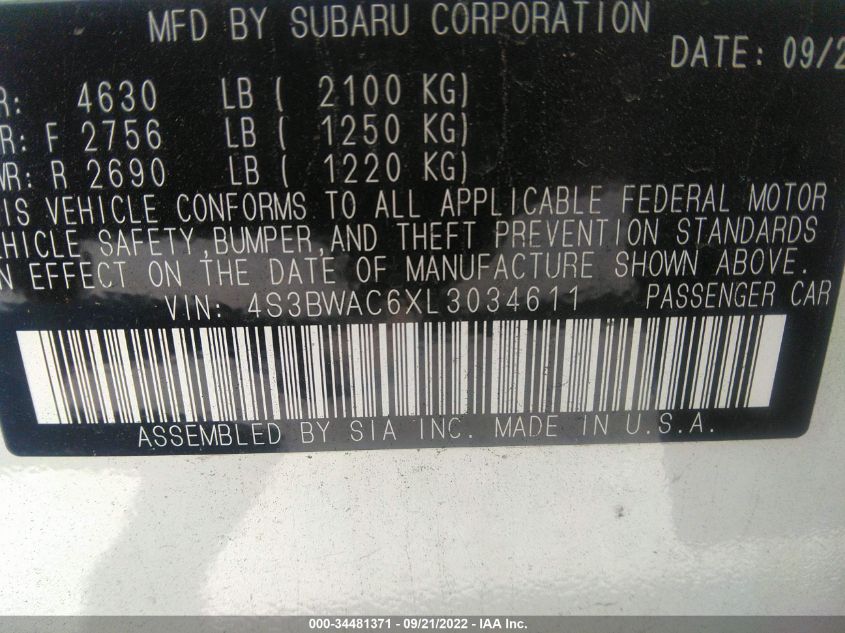 MFD BY SUBARU CORPORATION
DATE: 09/2
R: 4630 LB ( 2100 KG)
R: F 2756 LB ( 1250 KG)
WR: R 2690 LB ( 1220 KG)
IS VEHICLE CONFORMS TO ALL APPLICABLE FEDERAL MOTOR
EHICLE SAFETY,BUMPER,AND THEFT PREVENTION STANDARDS
N EFFECT ON THE DATE OF MANUFACTURE SHOWN ABOVE.
VIN: 4S3BWAC6XL3034611 PASSENGER CAR
ASSEMBLED BY SIA INC. MADE IN U.S.A.
000-34481371 - 09/21/2022 - IAA Inc.